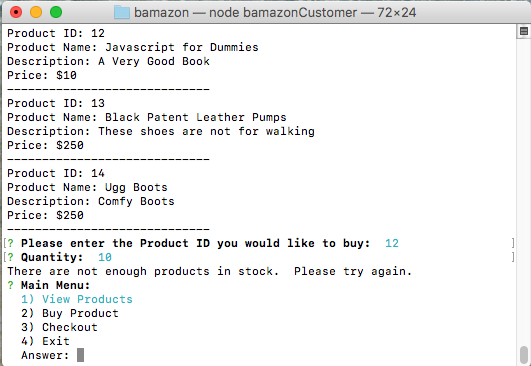 bamazon — node bamazonCustomer — 72×24
Product ID: 12
Product Name: Javascript for Dummies
Description: A Very Good Book
Price: $10
------------------------------
Product ID: 13
Product Name: Black Patent Leather Pumps
Description: These shoes are not for walking
Price: $250
------------------------------
Product ID: 14
Product Name: Ugg Boots
Description: Comfy Boots
Price: $250
------------------------------
[? Please enter the Product ID you would like to buy:  12 ]
[? Quantity:  10 ]
There are not enough products in stock.  Please try again.
? Main Menu:
  1) View Products
  2) Buy Product
  3) Checkout
  4) Exit
  Answer: